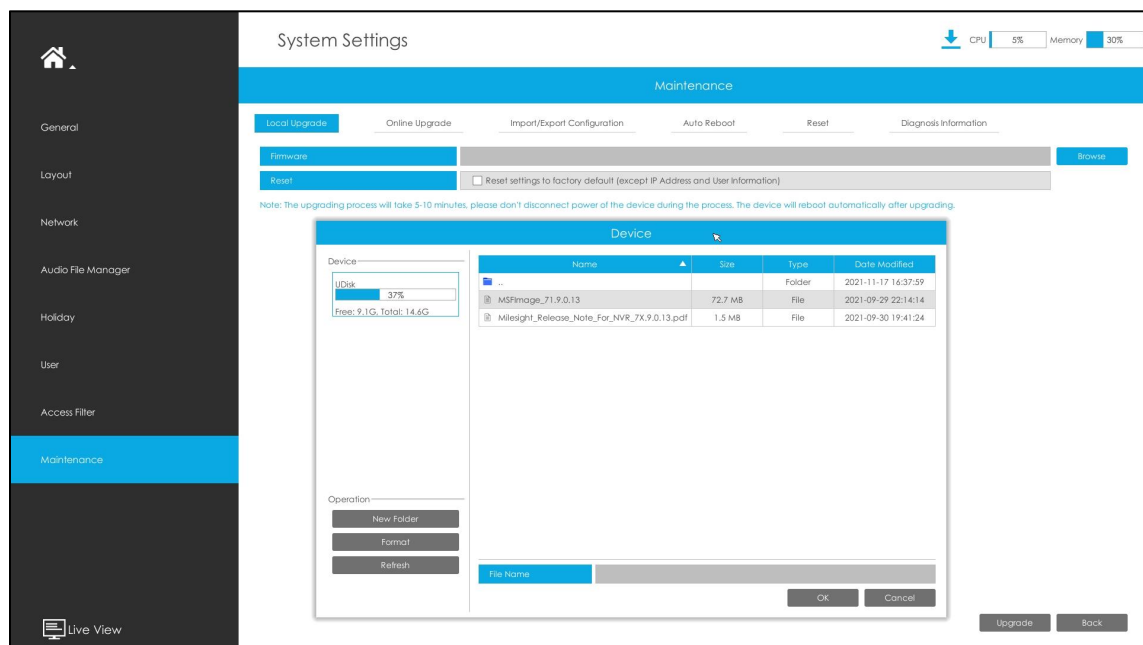 System Settings
CPU 5% Memory 30%
Maintenance
General
Layout
Network
Audio File Manager
Holiday
User
Access Filter
Maintenance
Live View
Local Upgrade Online Upgrade Import/Export Configuration Auto Reboot Reset Diagnosis Information
Firmware Browse
Reset Reset settings to factory default (except IP Address and User Information)
Note: The upgrading process will take 5-10 minutes, please don't disconnect power of the device during the process. The device will reboot automatically after upgrading.
Device
Device
UDisk
37%
Free: 9.1G, Total: 14.6G
Name Size Type Date Modified
.. Folder 2021-11-17 16:37:59
MSFImage_71.9.0.13 72.7 MB File 2021-09-29 22:14:14
Milesight_Release_Note_For_NVR_7X.9.0.13.pdf 1.5 MB File 2021-09-30 19:41:24
Operation
New Folder
Format
Refresh
File Name
OK Cancel
Upgrade Back